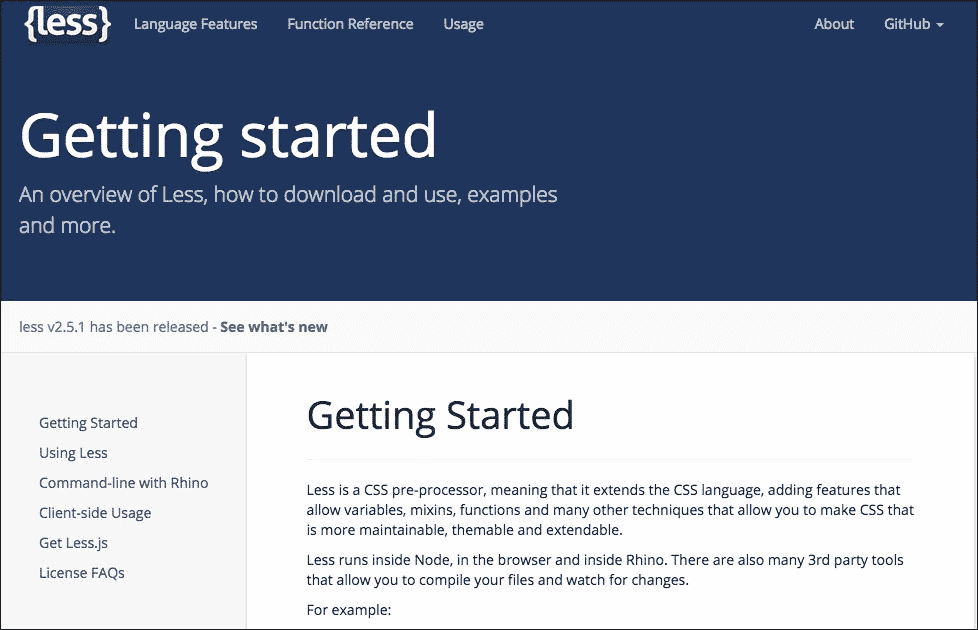 {less}
Language Features
Function Reference
Usage
About
GitHub
Getting started
An overview of Less, how to download and use, examples
and more.
less v2.5.1 has been released - See what's new
Getting Started
Using Less
Command-line with Rhino
Client-side Usage
Get Less.js
License FAQs
Getting Started
Less is a CSS pre-processor, meaning that it extends the CSS language, adding features that
allow variables, mixins, functions and many other techniques that allow you to make CSS that
is more maintainable, themable and extendable.
Less runs inside Node, in the browser and inside Rhino. There are also many 3rd party tools
that allow you to compile your files and watch for changes.
For example: